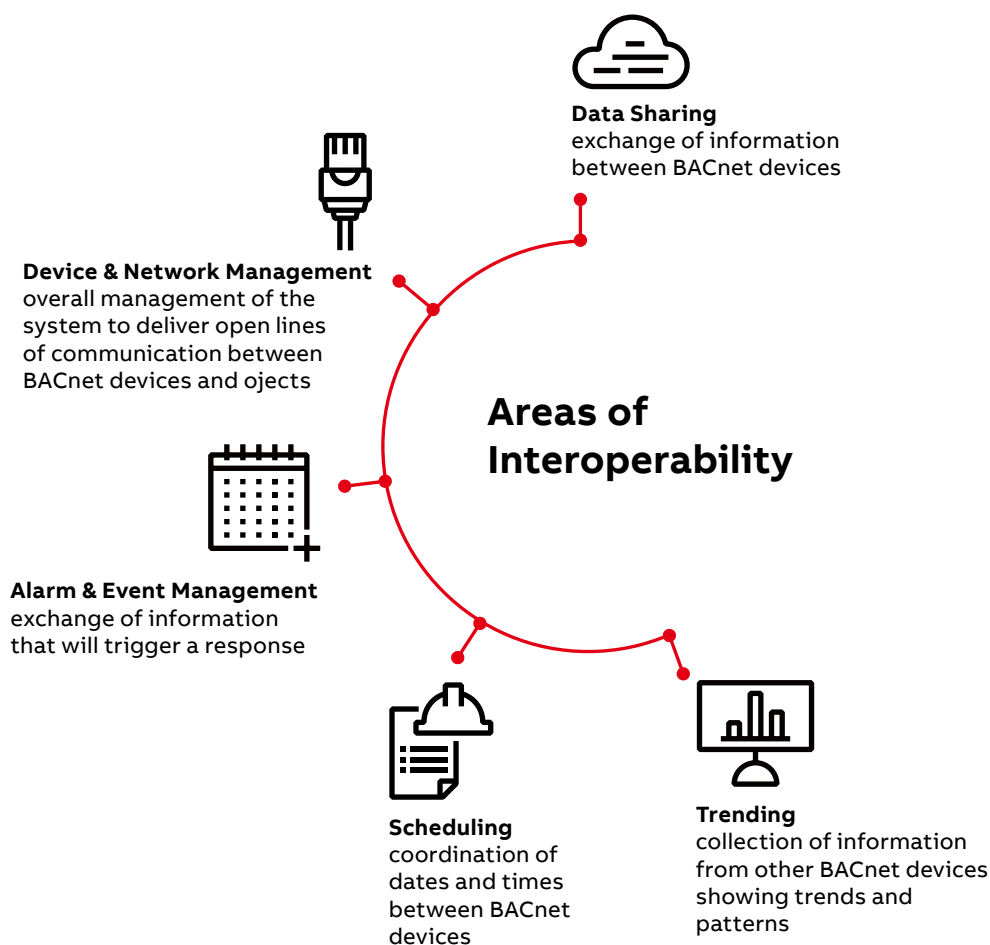 Data Sharing
exchange of information
between BACnet devices
Device & Network Management
overall management of the
system to deliver open lines
of communication between
BACnet devices and ojects
Areas of
Interoperability
Alarm & Event Management
exchange of information
that will trigger a response
Scheduling
coordination of
dates and times
between BACnet
devices
Trending
collection of information
from other BACnet devices
showing trends and
patterns